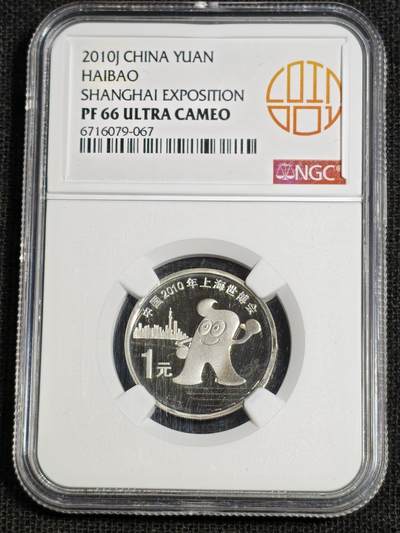 2010J CHINA YUAN
HAIBAO
SHANGHAI EXPOSITION
PF 66 ULTRA CAMEO
6716079-067
COIN
NGC
中国2010年上海世博会
1元